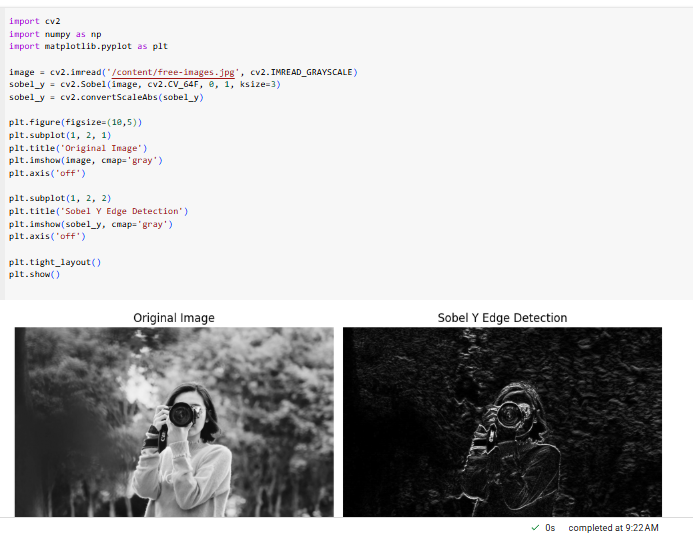 import cv2
import numpy as np
import matplotlib.pyplot as plt
image = cv2.imread('/content/free-images.jpg', cv2.IMREAD_GRAYSCALE)
sobel_y = cv2.Sobel(image, cv2.CV_64F, 0, 1, ksize=3)
sobel_y = cv2.convertScaleAbs(sobel_y)
plt.figure(figsize=(10,5))
plt.subplot(1, 2, 1)
plt.title('Original Image')
plt.imshow(image, cmap='gray')
plt.axis('off')
plt.subplot(1, 2, 2)
plt.title('Sobel Y Edge Detection')
plt.imshow(sobel_y, cmap='gray')
plt.axis('off')
plt.tight_layout()
plt.show()
Original Image Sobel Y Edge Detection
✓ 0s completed at 9:22 AM